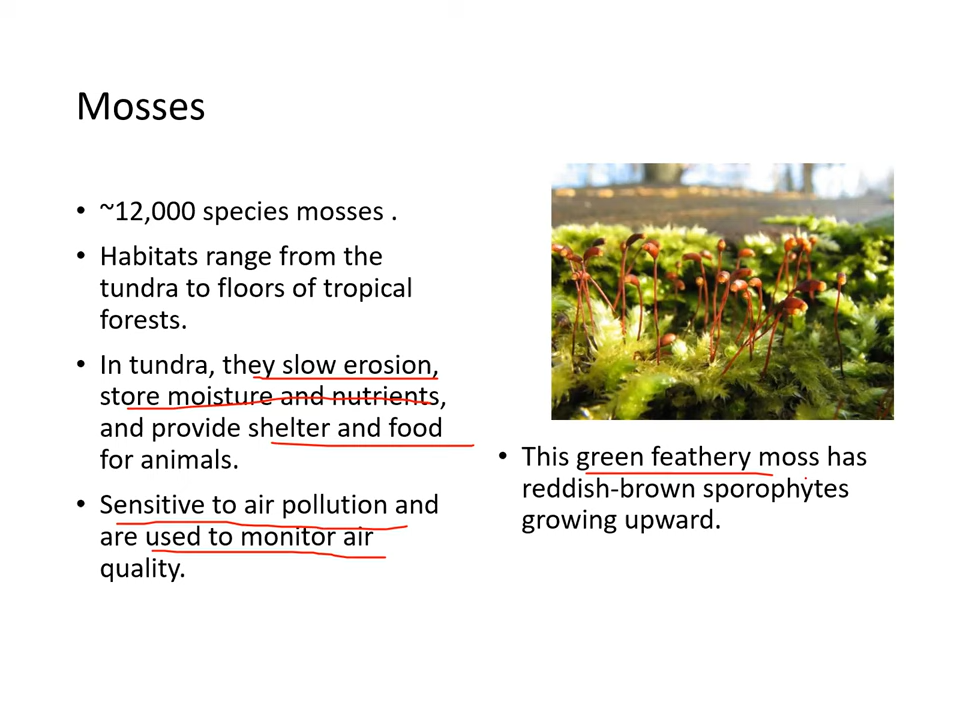 Mosses
• ~12,000 species mosses .
• Habitats range from the
tundra to floors of tropical
forests.
• In tundra, they slow erosion,
store moisture and nutrients,
and provide shelter and food
for animals.
• Sensitive to air pollution and
are used to monitor air
quality.
• This green feathery moss has
reddish-brown sporophytes
growing upward.